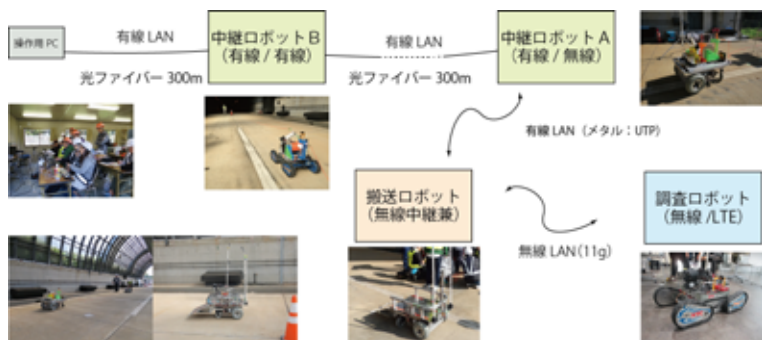 操作用 PC
有線 LAN
光ファイバー 300m
中継ロボットB
(有線 / 有線)
有線 LAN
光ファイバー 300m
中継ロボットA
(有線 / 無線)
有線 LAN (メタル：UTP)
搬送ロボット
(無線中継兼)
無線 LAN(11g)
調査ロボット
(無線 /LTE)